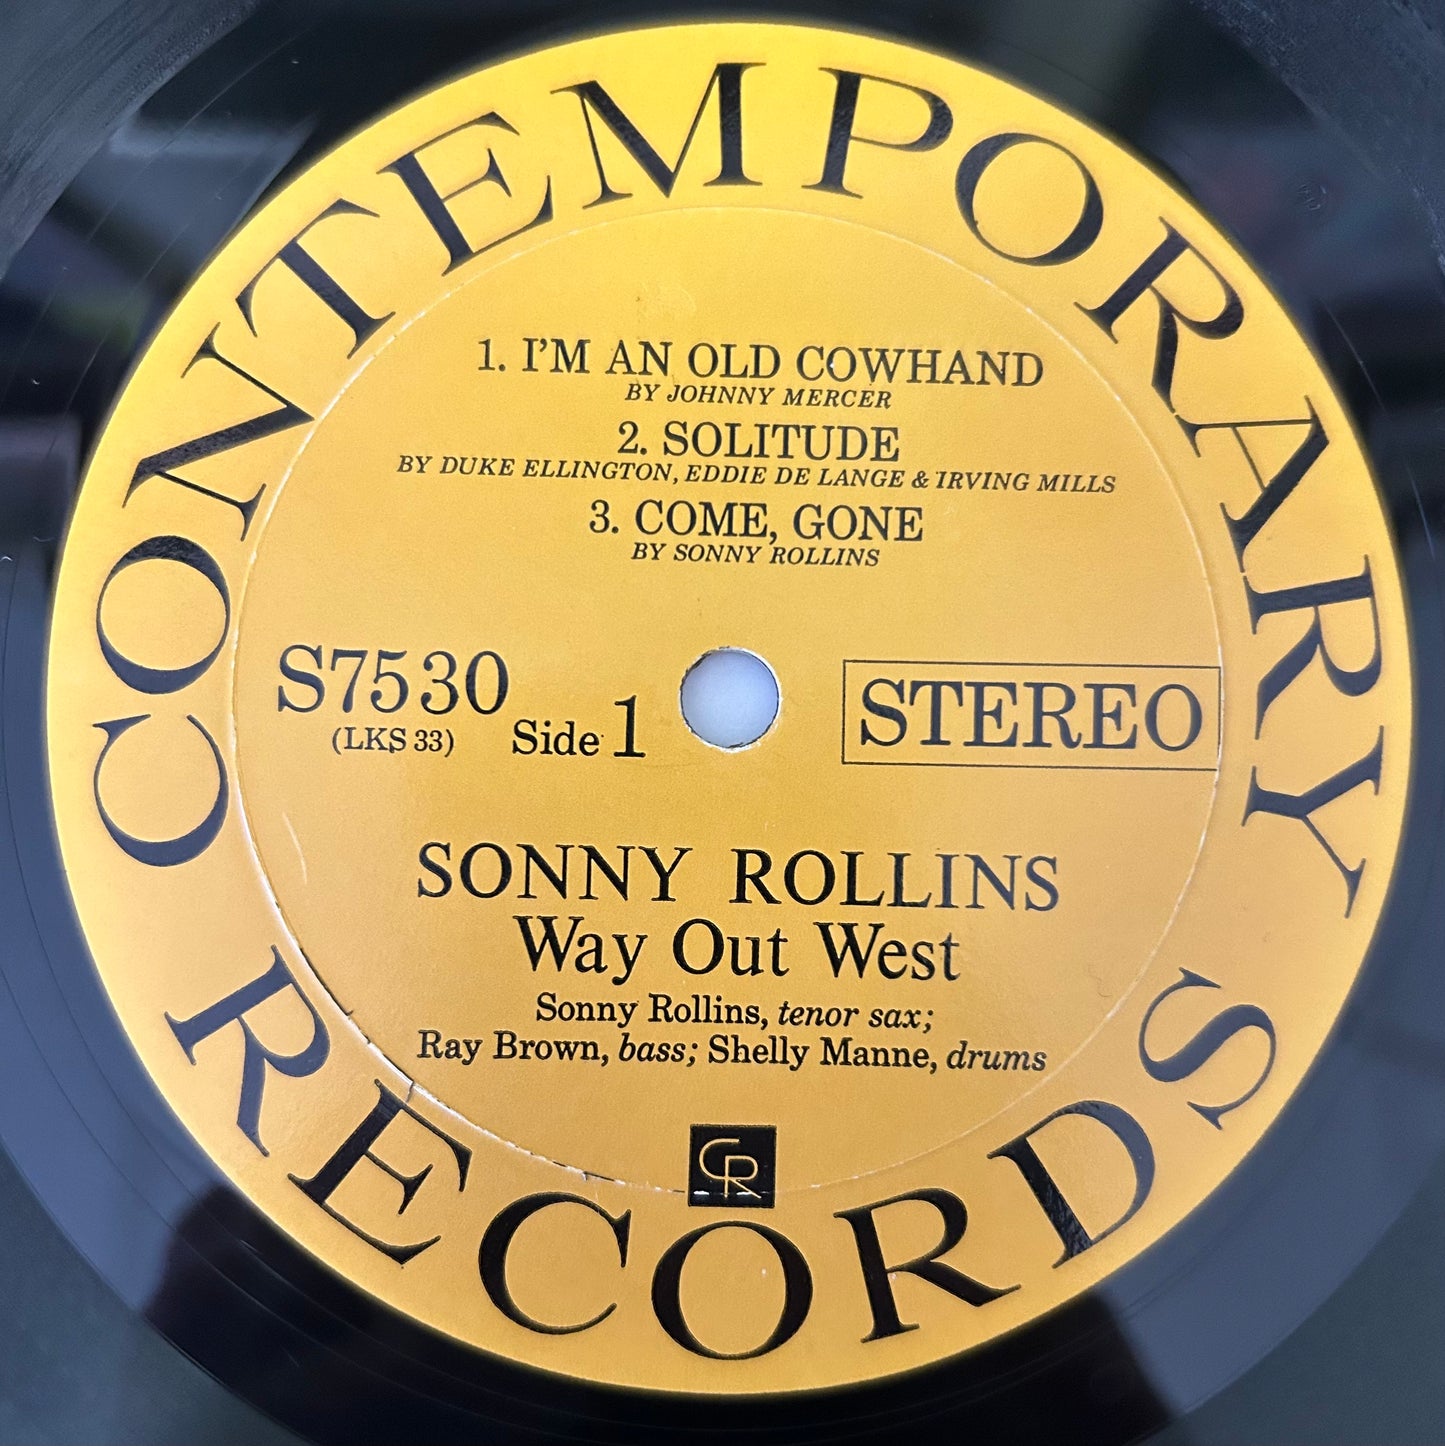 CONTEMPORARY
1. I'M AN OLD COWHAND
BY JOHNNY MERCER
2. SOLITUDE
BY DUKE ELLINGTON, EDDIE DE LANGE & IRVING MILLS
3. COME, GONE
BY SONNY ROLLINS
S7530
(LKS 33) Side 1
STEREO
SONNY ROLLINS
Way Out West
Sonny Rollins, tenor sax;
Ray Brown, bass; Shelly Manne, drums
CR
RECORDS